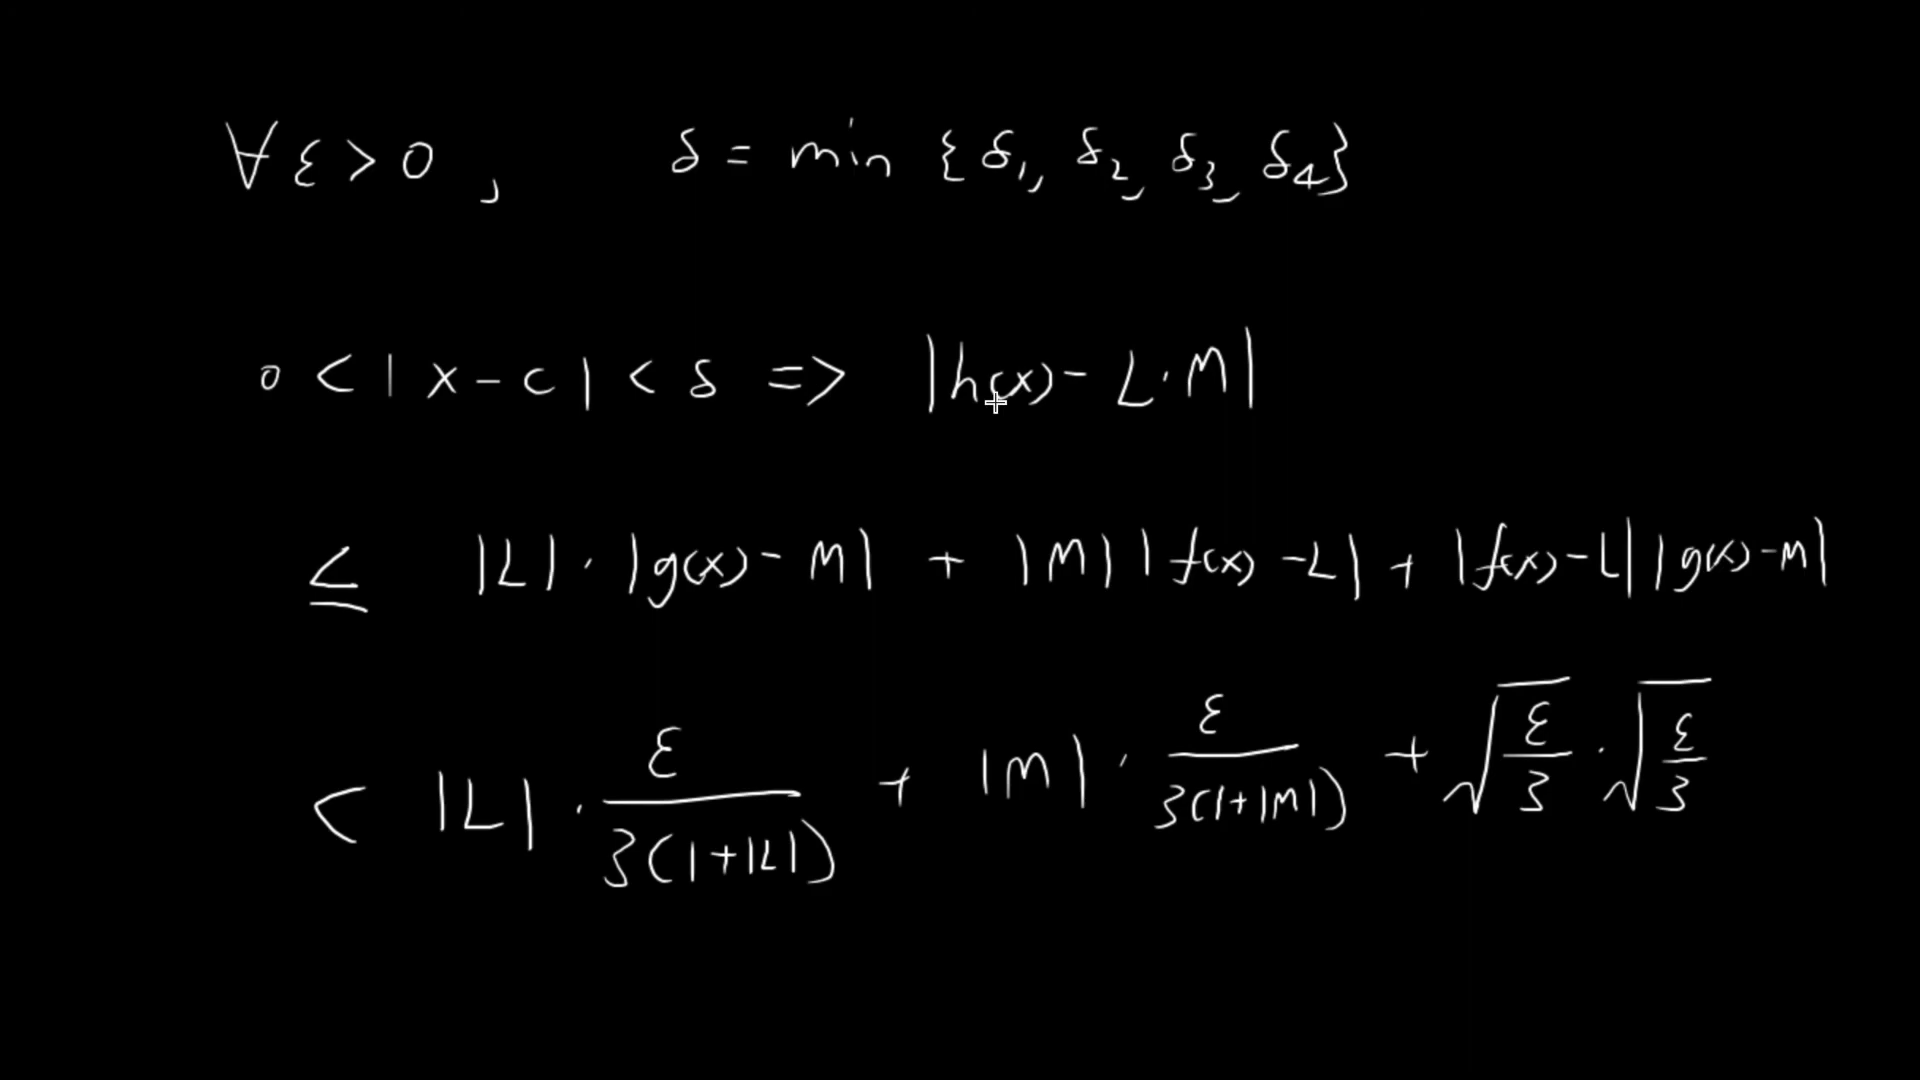 ∀ε>0, δ = min {δ₁, δ₂, δ₃, δ₄}
0 < |x - c| < δ => |h(x) - L·M|
≤ |L|·|g(x) - M| + |M||f(x) - L| + |f(x) - L||g(x) - M|
< |L|·ε/3(1+|L|) + |M|·ε/3(1+|M|) + √(ε/3)·√(ε/3)